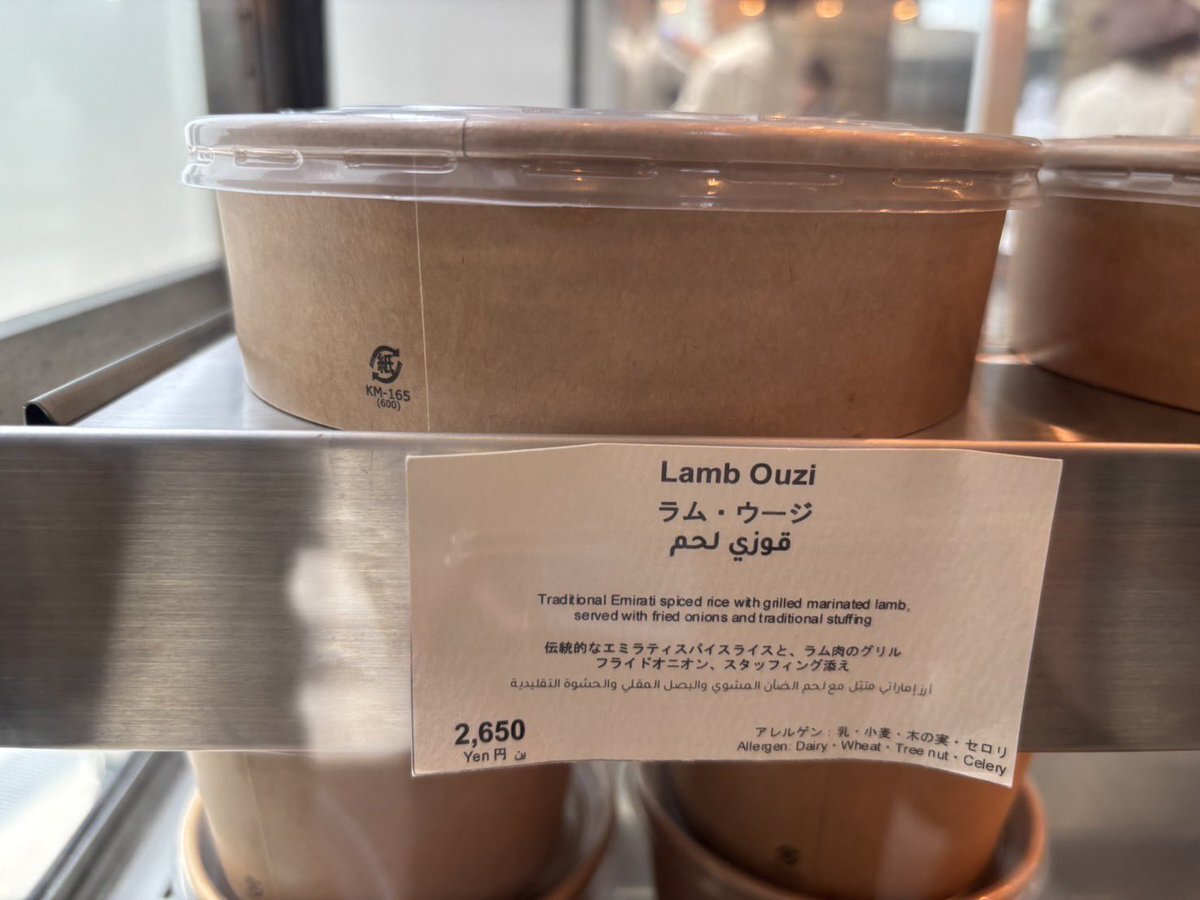 紙
KM-165
(600)
Lamb Ouzi
ラム・ウージ
قوزي لحم
Traditional Emirati spiced rice with grilled marinated lamb,
served with fried onions and traditional stuffing
伝統的なエミラティスパイスライスと、ラム肉のグリル
フライドオニオン、スタッフィング添え
أرز إماراتي متبّل مع لحم الضأن المشوي والبصل المقلي والحشوة التقليدية
2,650
Yen 円 ين
アレルゲン：乳・小麦・木の実・セロリ
Allergen: Dairy・Wheat・Tree nut・Celery